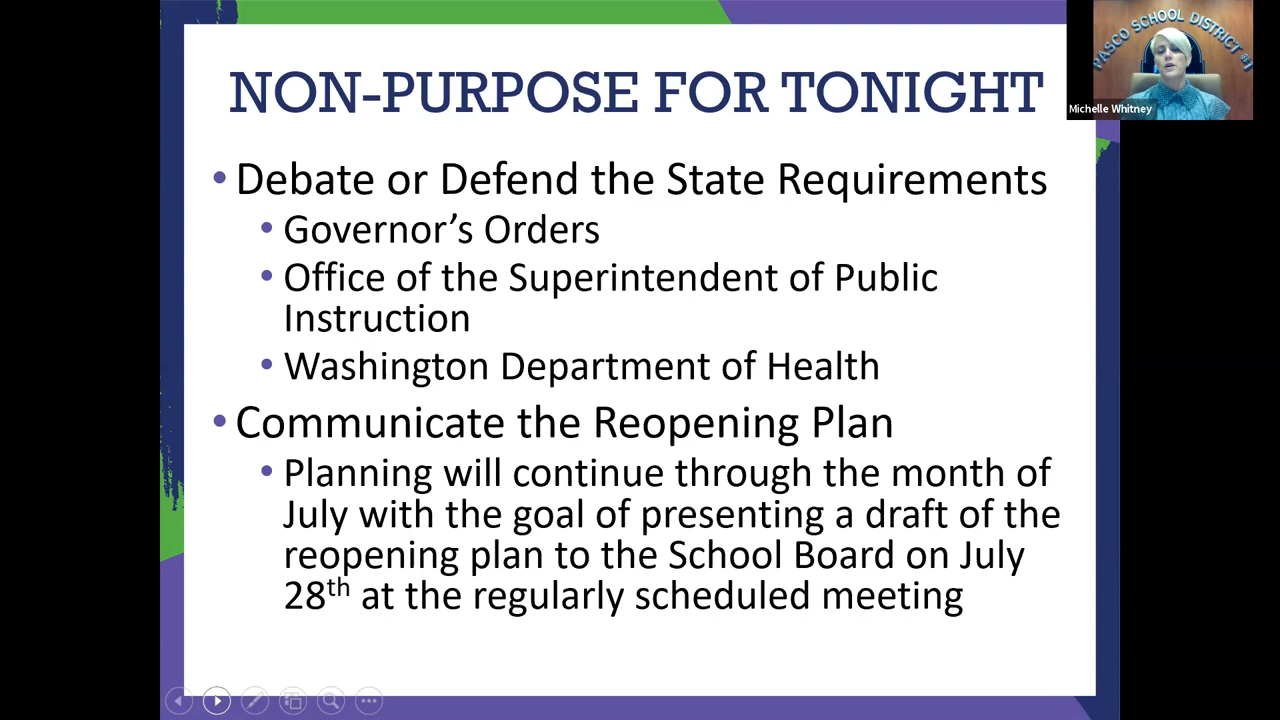 NON-PURPOSE FOR TONIGHT
PASCO SCHOOL DISTRICT #1
Michelle Whitney
• Debate or Defend the State Requirements
• Governor’s Orders
• Office of the Superintendent of Public
Instruction
• Washington Department of Health
• Communicate the Reopening Plan
• Planning will continue through the month of
July with the goal of presenting a draft of the
reopening plan to the School Board on July
28th at the regularly scheduled meeting